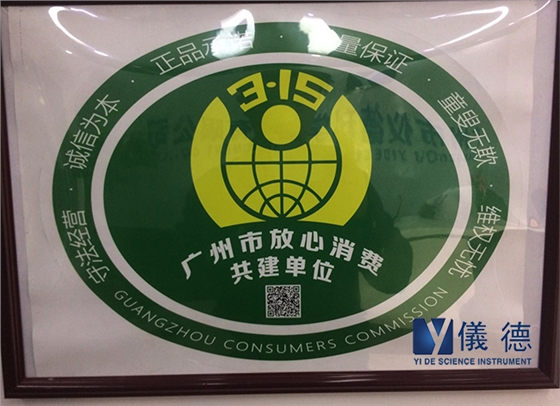 守法经营 · 诚信为本 · 正品承诺 · 量保证 · 童叟无欺 · 维权无忧
3·15
广州市放心消费
共建单位
GUANGZHOU CONSUMERS COMMISSION
儀德
YI DE SCIENCE INSTRUMENT